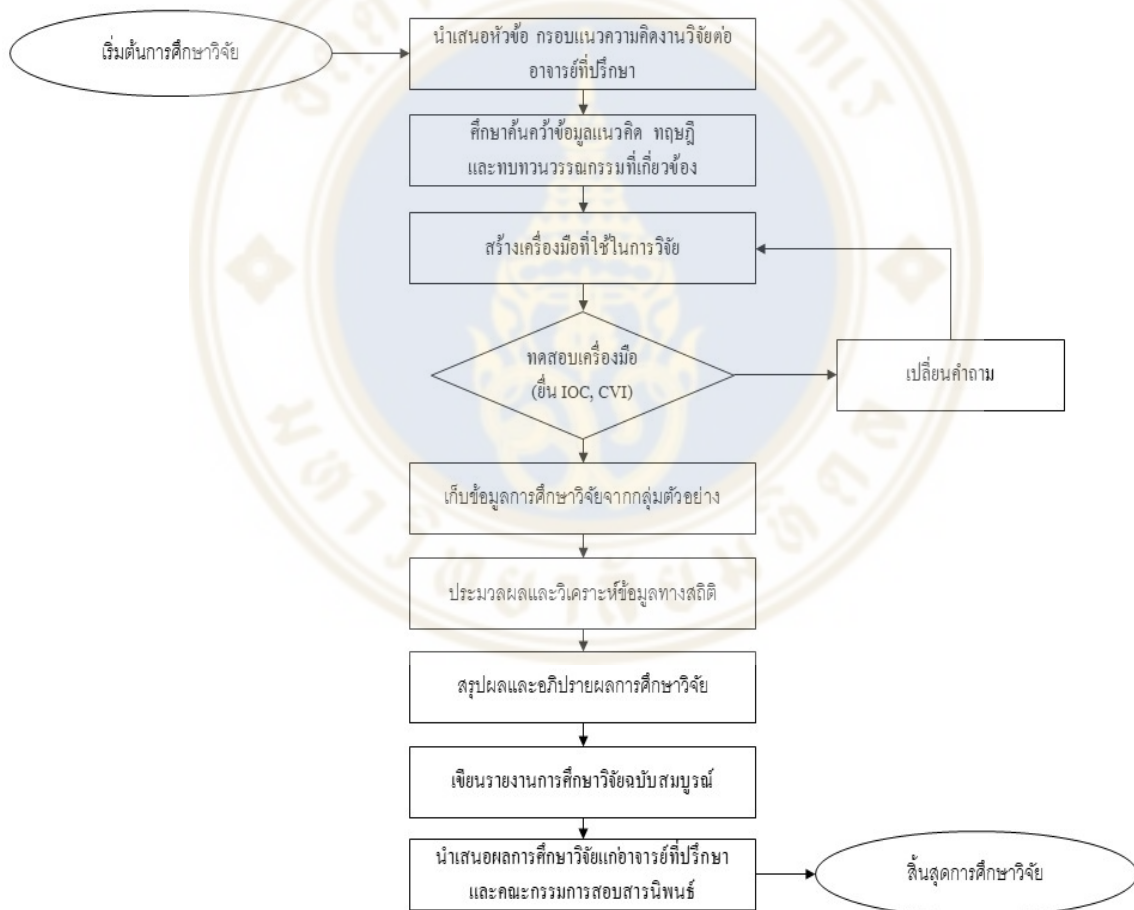 เริ่มต้นการศึกษาวิจัย
นำเสนอหัวข้อ กรอบแนวความคิดงานวิจัยต่อ
อาจารย์ที่ปรึกษา
ศึกษาค้นคว้าข้อมูลแนวคิด ทฤษฎี
และทบทวนวรรณกรรมที่เกี่ยวข้อง
สร้างเครื่องมือที่ใช้ในการวิจัย
ทดสอบเครื่องมือ
(ยื่น IOC, CVI)
เปลี่ยนคำถาม
เก็บข้อมูลการศึกษาวิจัยจากกลุ่มตัวอย่าง
ประมวลผลและวิเคราะห์ข้อมูลทางสถิติ
สรุปผลและอภิปรายผลการศึกษาวิจัย
เขียนรายงานการศึกษาวิจัยฉบับสมบูรณ์
นำเสนอผลการศึกษาวิจัยแก่อาจารย์ที่ปรึกษา
และคณะกรรมการสอบสารนิพนธ์
สิ้นสุดการศึกษาวิจัย
มหาวิทยาลัยมหิดล